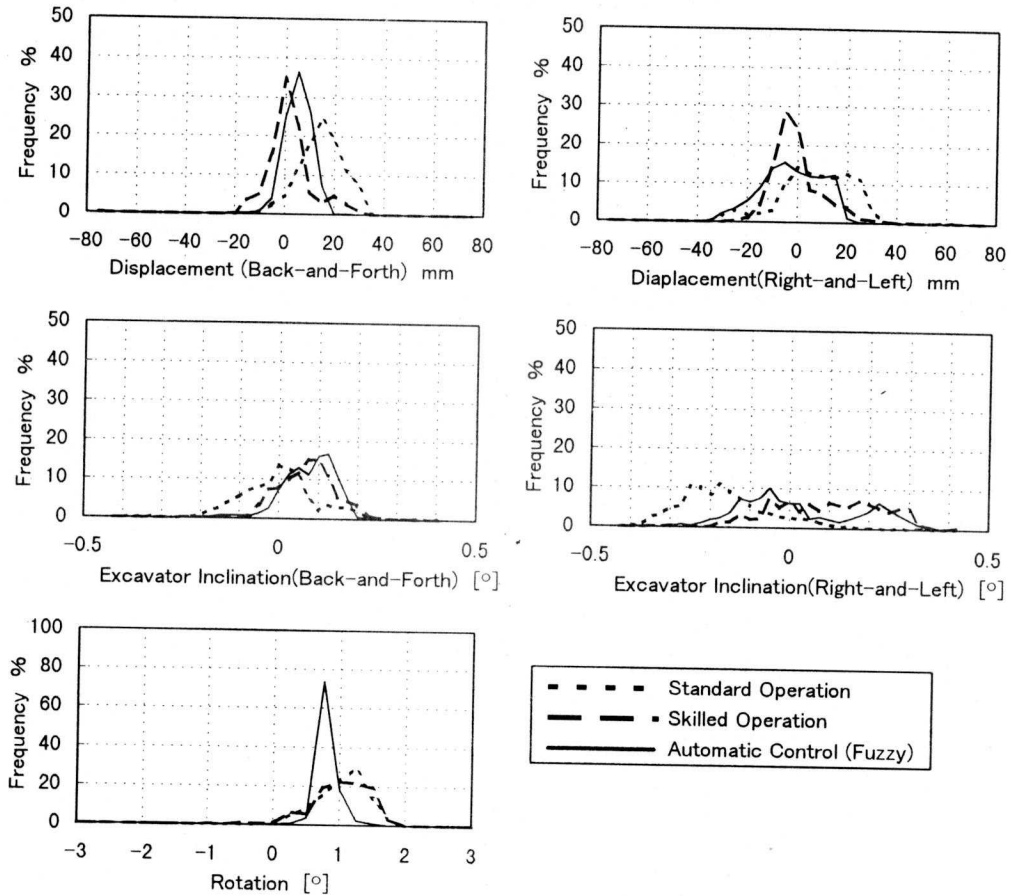 50
40
30
20
10
0
Frequency %
-80 -60 -40 -20 0 20 40 60 80
Displacement (Back-and-Forth) mm
50
40
30
20
10
0
Frequency %
-80 -60 -40 -20 0 20 40 60 80
Diaplacement(Right-and-Left) mm
50
40
30
20
10
0
Frequency %
-0.5 0 0.5
Excavator Inclination(Back-and-Forth) [°]
50
40
30
20
10
0
Frequency %
-0.5 0 0.5
Excavator Inclination(Right-and-Left) [°]
100
80
60
40
20
0
Frequency %
-3 -2 -1 0 1 2 3
Rotation [°]
Standard Operation
Skilled Operation
Automatic Control (Fuzzy)